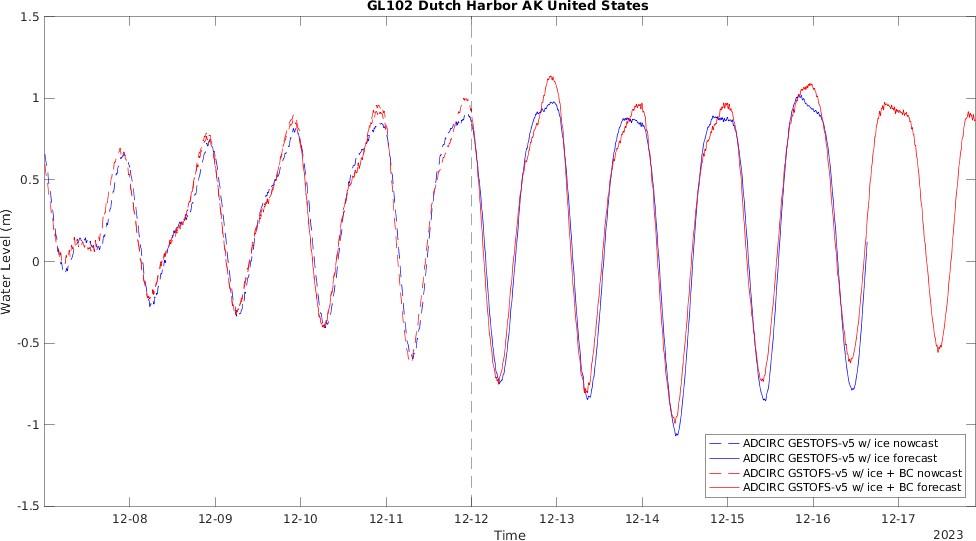 GL102 Dutch Harbor AK United States
1.5
1
0.5
0
-0.5
-1
-1.5
Water Level (m)
12-08
12-09
12-10
12-11
12-12
12-13
12-14
12-15
12-16
12-17
Time
2023
ADCIRC GESTOFS-v5 w/ ice nowcast
ADCIRC GESTOFS-v5 w/ ice forecast
ADCIRC GSTOFS-v5 w/ ice + BC nowcast
ADCIRC GSTOFS-v5 w/ ice + BC forecast